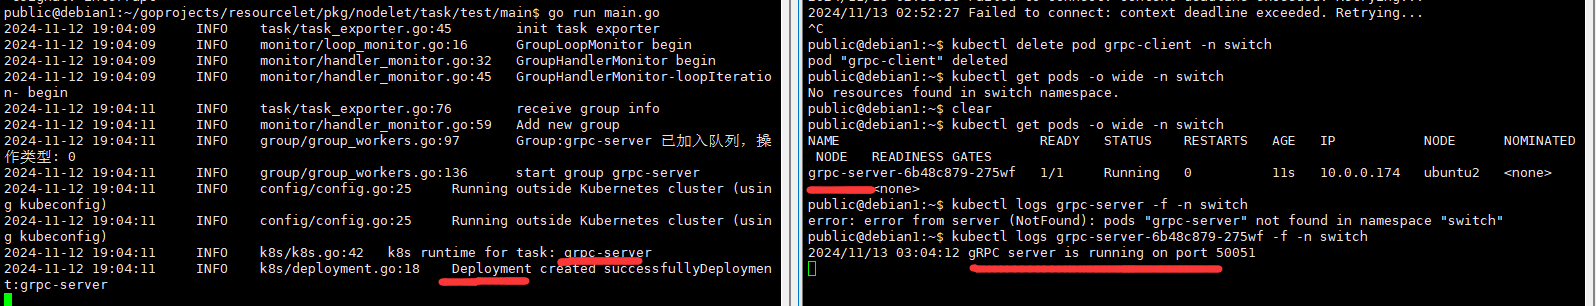 public@debian1:~/goprojects/resourcelet/pkg/nodelet/task/test/main$ go run main.go
2024-11-12 19:04:09 INFO task/task_exporter.go:45 init task exporter
2024-11-12 19:04:09 INFO monitor/loop_monitor.go:16 GroupLoopMonitor begin
2024-11-12 19:04:09 INFO monitor/handler_monitor.go:32 GroupHandlerMonitor begin
2024-11-12 19:04:09 INFO monitor/handler_monitor.go:45 GroupHandlerMonitor-loopIteratio
n- begin
2024-11-12 19:04:11 INFO task/task_exporter.go:76 receive group info
2024-11-12 19:04:11 INFO monitor/handler_monitor.go:59 Add new group
2024-11-12 19:04:11 INFO group/group_workers.go:97 Group:grpc-server 已加入队列, 操
作类型: 0
2024-11-12 19:04:11 INFO group/group_workers.go:136 start group grpc-server
2024-11-12 19:04:11 INFO config/config.go:25 Running outside Kubernetes cluster (usin
g kubeconfig)
2024-11-12 19:04:11 INFO config/config.go:25 Running outside Kubernetes cluster (usin
g kubeconfig)
2024-11-12 19:04:11 INFO k8s/k8s.go:42 k8s runtime for task: grpc-server
2024-11-12 19:04:11 INFO k8s/deployment.go:18 Deployment created successfullyDeploymen
t:grpc-server
2024/11/13 02:52:27 Failed to connect: context deadline exceeded. Retrying...
^C
public@debian1:~$ kubectl delete pod grpc-client -n switch
pod "grpc-client" deleted
public@debian1:~$ kubectl get pods -o wide -n switch
No resources found in switch namespace.
public@debian1:~$ clear
public@debian1:~$ kubectl get pods -o wide -n switch
NAME READY STATUS RESTARTS AGE IP NODE NOMINATED
NODE READINESS GATES
grpc-server-6b48c879-275wf 1/1 Running 0 11s 10.0.0.174 ubuntu2 <none>
<none>
public@debian1:~$ kubectl logs grpc-server -f -n switch
error: error from server (NotFound): pods "grpc-server" not found in namespace "switch"
public@debian1:~$ kubectl logs grpc-server-6b48c879-275wf -f -n switch
2024/11/13 03:04:12 gRPC server is running on port 50051